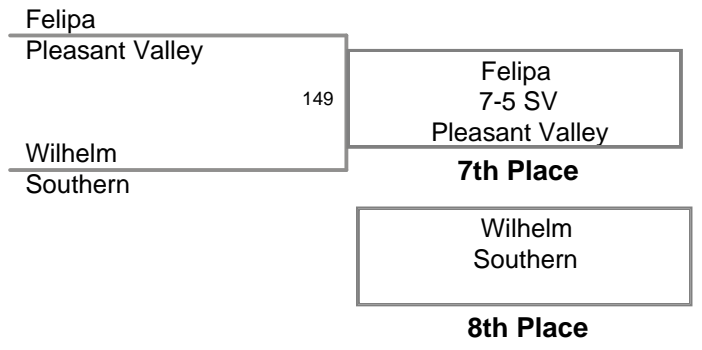 Felipa
Pleasant Valley
149
Wilhelm
Southern
Felipa
7-5 SV
Pleasant Valley
7th Place
Wilhelm
Southern
8th Place